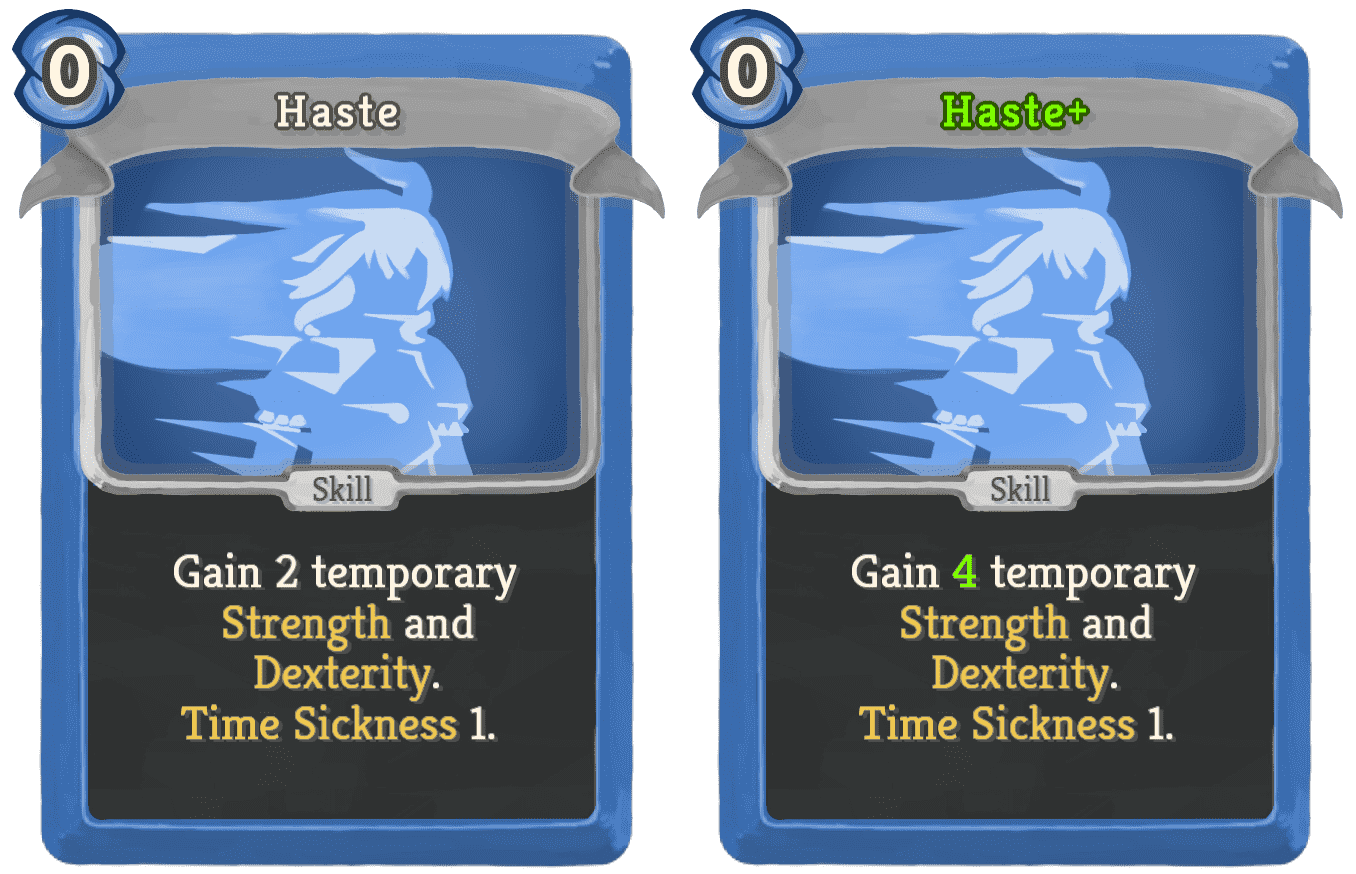 0
Haste
Skill
Gain 2 temporary
Strength and
Dexterity.
Time Sickness 1.
0
Haste+
Skill
Gain 4 temporary
Strength and
Dexterity.
Time Sickness 1.